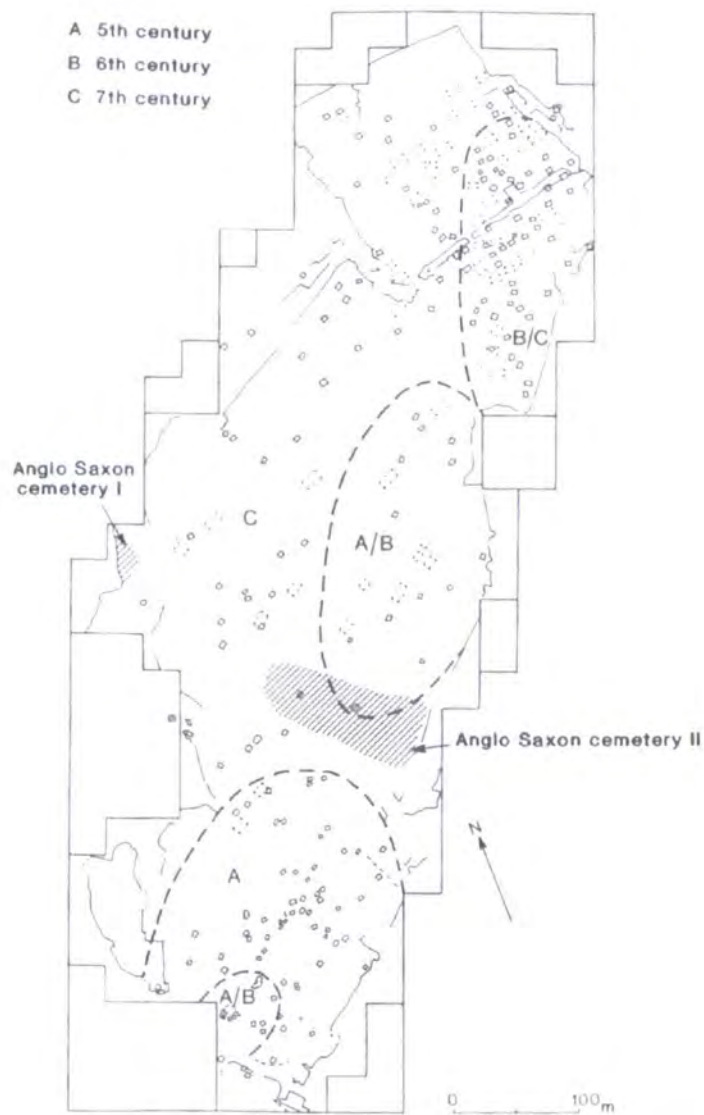 A 5th century
B 6th century
C 7th century
B/C
Anglo Saxon
cemetery I
C
A/B
Anglo Saxon cemetery II
N
A
A/B
0 100m